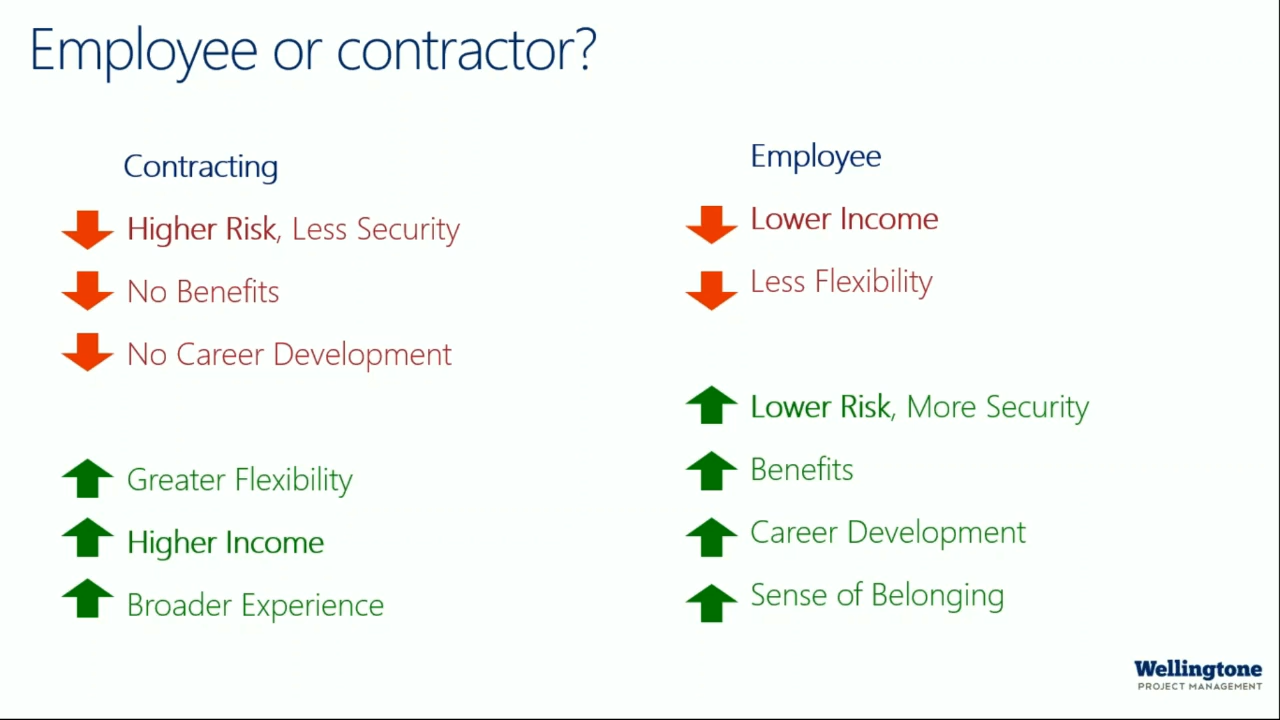 Employee or contractor?
Contracting
Higher Risk, Less Security
No Benefits
No Career Development
Greater Flexibility
Higher Income
Broader Experience
Employee
Lower Income
Less Flexibility
Lower Risk, More Security
Benefits
Career Development
Sense of Belonging
Wellingtone
PROJECT MANAGEMENT